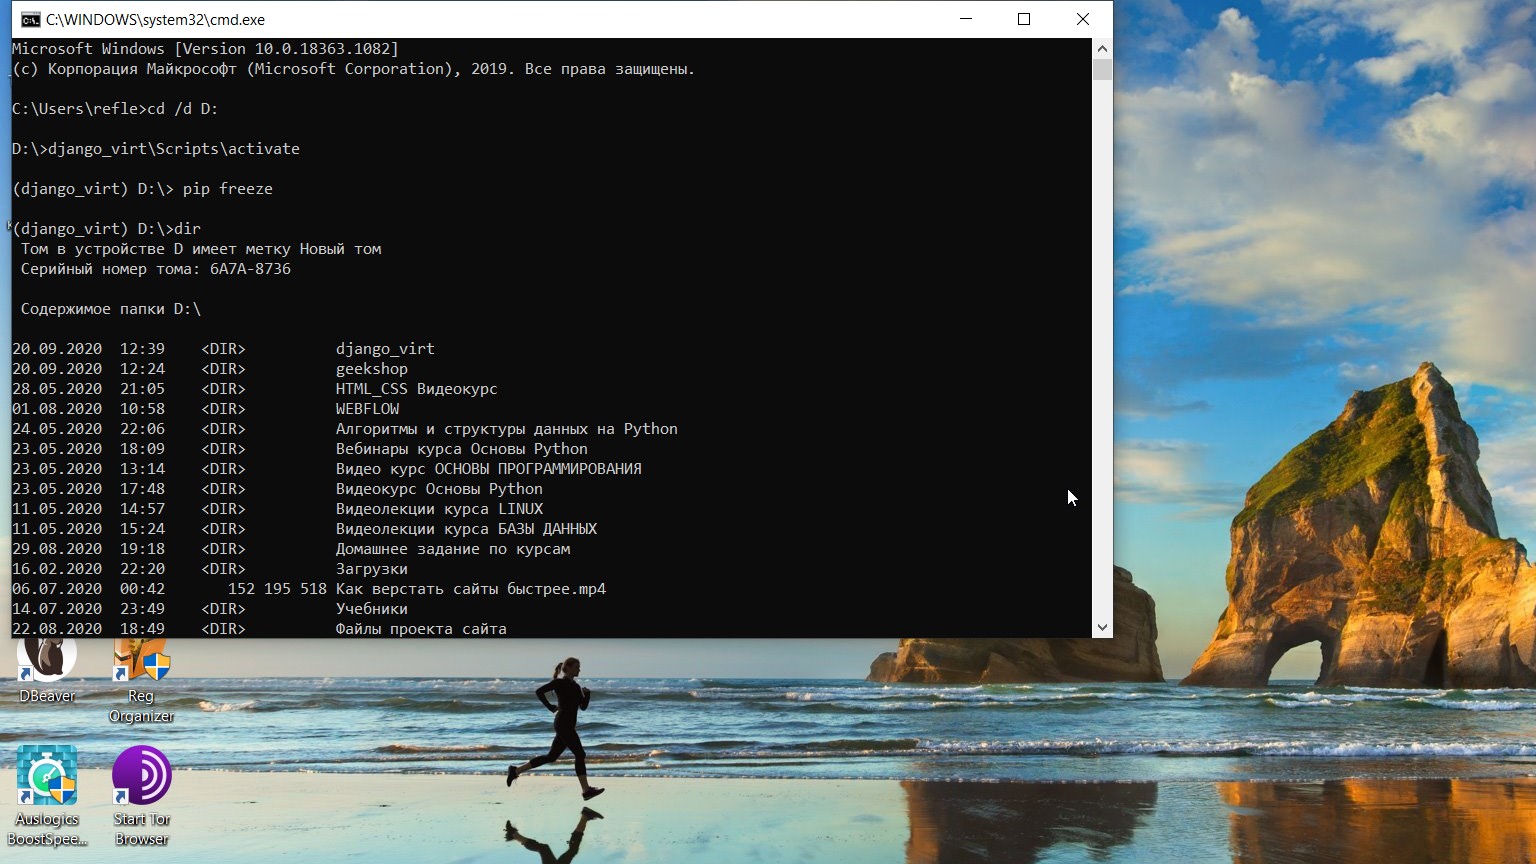 C:\WINDOWS\system32\cmd.exe
Microsoft Windows [Version 10.0.18363.1082]
(c) Корпорация Майкрософт (Microsoft Corporation), 2019. Все права защищены.
C:\Users\refle>cd /d D:
D:\>django_virt\Scripts\activate
(django_virt) D:\> pip freeze
(django_virt) D:\>dir
Том в устройстве D имеет метку Новый том
Серийный номер тома: 6A7A-8736
Содержимое папки D:\
20.09.2020 12:39 <DIR> django_virt
20.09.2020 12:24 <DIR> geekshop
28.05.2020 21:05 <DIR> HTML_CSS Видеокурс
01.08.2020 10:58 <DIR> WEBFLOW
24.05.2020 22:06 <DIR> Алгоритмы и структуры данных на Python
23.05.2020 18:09 <DIR> Вебинары курса Основы Python
23.05.2020 13:14 <DIR> Видео курс ОСНОВЫ ПРОГРАММИРОВАНИЯ
23.05.2020 17:48 <DIR> Видеокурс Основы Python
11.05.2020 14:57 <DIR> Видеолекции курса LINUX
11.05.2020 15:24 <DIR> Видеолекции курса БАЗЫ ДАННЫХ
29.08.2020 19:18 <DIR> Домашнее задание по курсам
16.02.2020 22:20 <DIR> Загрузки
06.07.2020 00:42 152 195 518 Как верстать сайты быстрее.mp4
14.07.2020 23:49 <DIR> Учебники
22.08.2020 18:49 <DIR> Файлы проекта сайта
DBeaver
Reg
Organizer
Auslogics
BoostSpee...
Start Tor
Browser